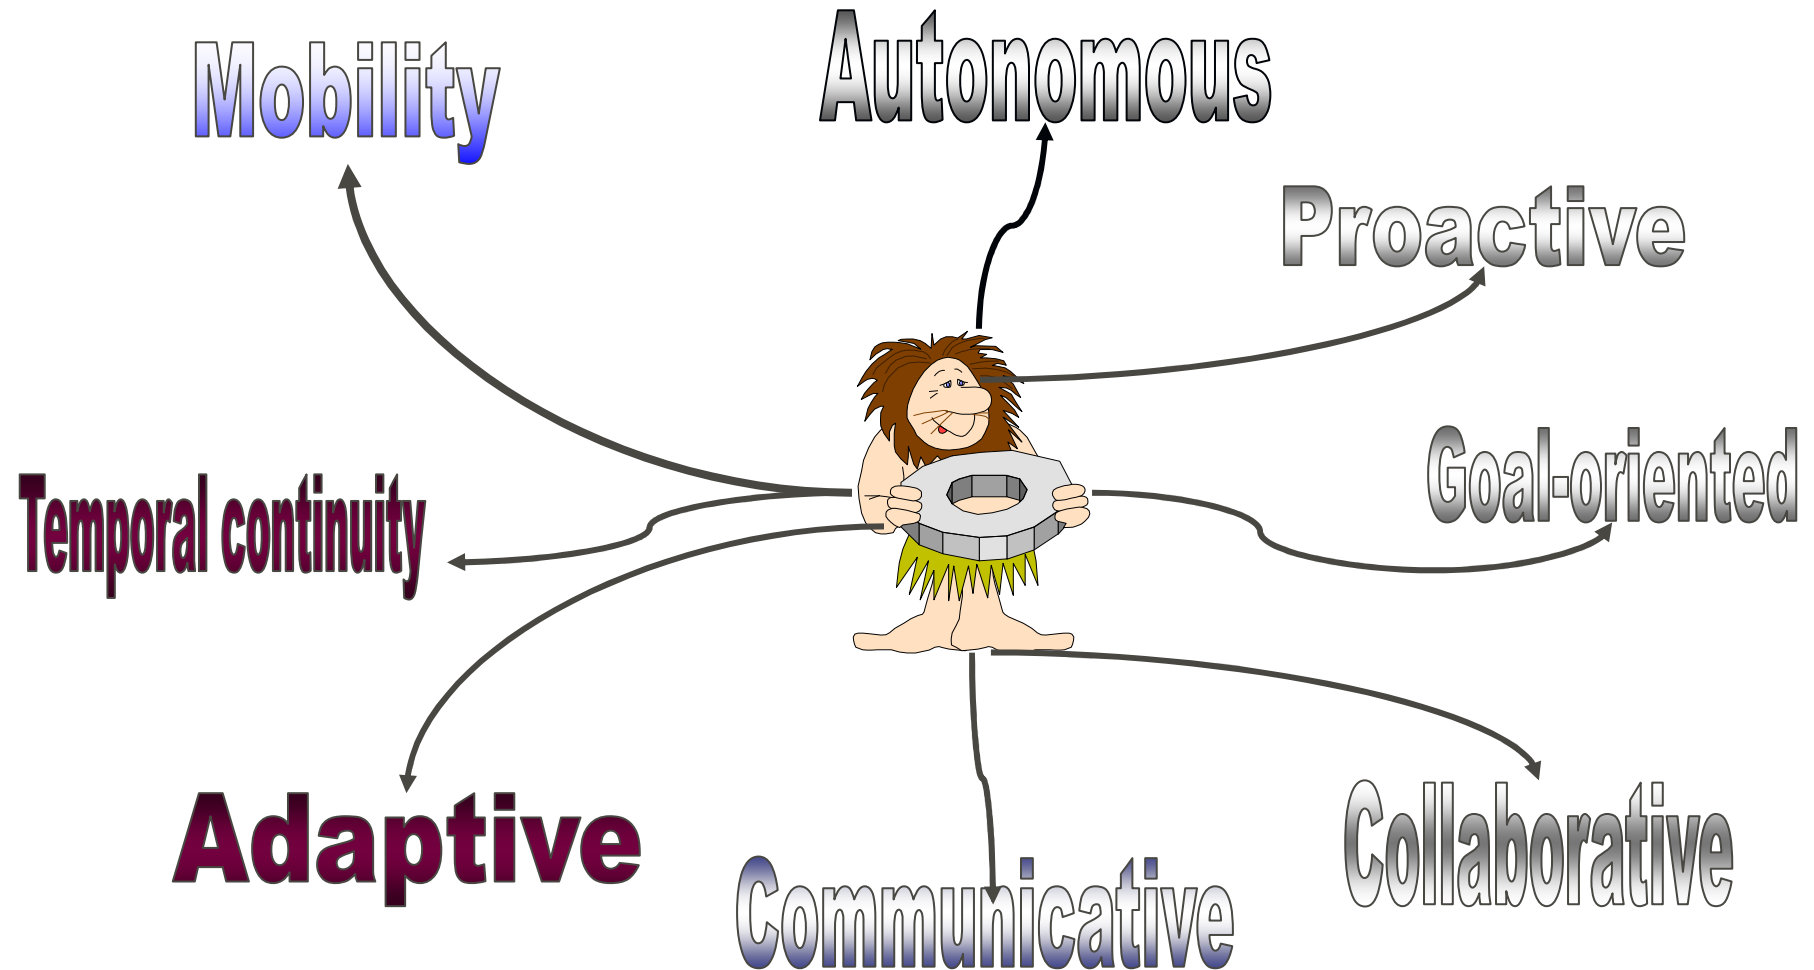 Mobility
Autonomous
Proactive
Goal-oriented
Temporal continuity
Adaptive
Collaborative
Communicative